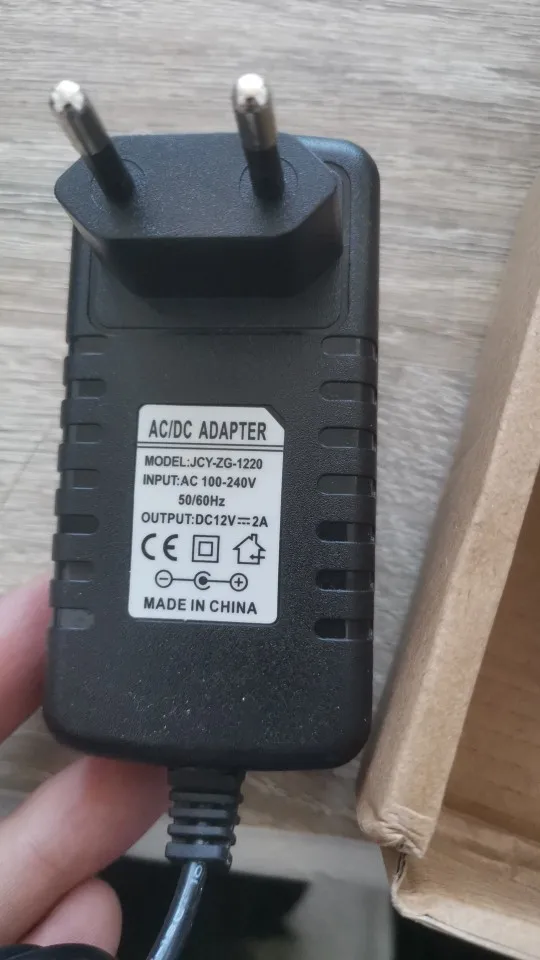 AC/DC ADAPTER
MODEL:JCY-ZG-1220
INPUT:AC 100-240V
50/60Hz
OUTPUT:DC12V⎓2A
CE
MADE IN CHINA